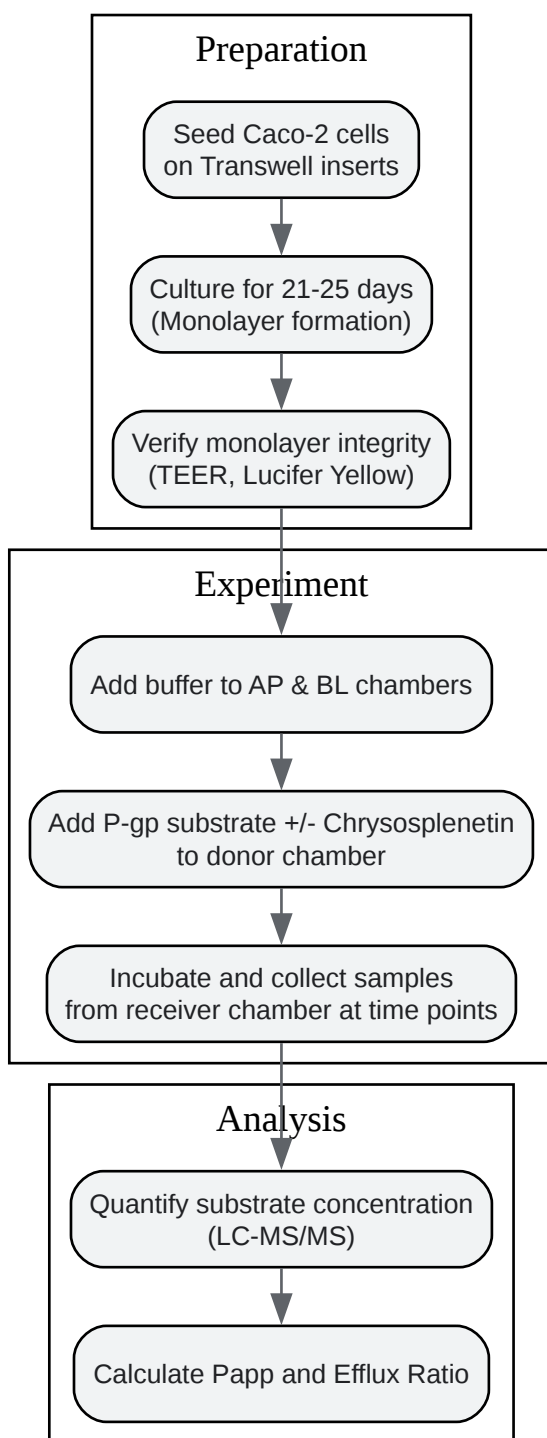 Preparation
Seed Caco-2 cells
on Transwell inserts
Culture for 21-25 days
(Monolayer formation)
Verify monolayer integrity
(TEER, Lucifer Yellow)
Experiment
Add buffer to AP & BL chambers
Add P-gp substrate +/- Chrysosplenetin
to donor chamber
Incubate and collect samples
from receiver chamber at time points
Analysis
Quantify substrate concentration
(LC-MS/MS)
Calculate Papp and Efflux Ratio